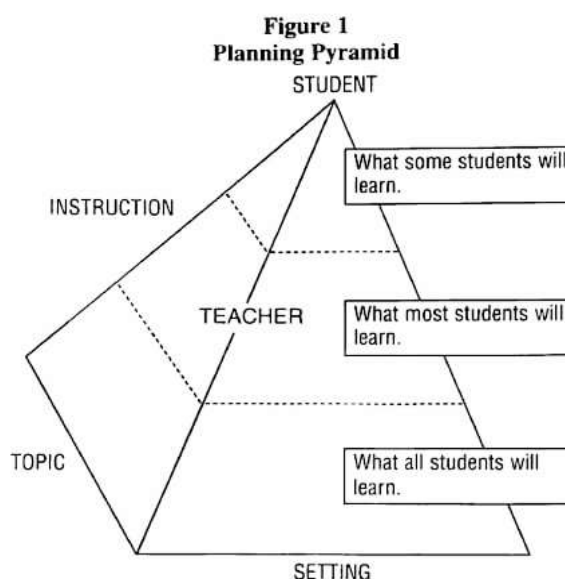 Figure 1
Planning Pyramid
STUDENT
What some students will
learn.
INSTRUCTION
TEACHER
What most students will
learn.
TOPIC
What all students will
learn.
SETTING